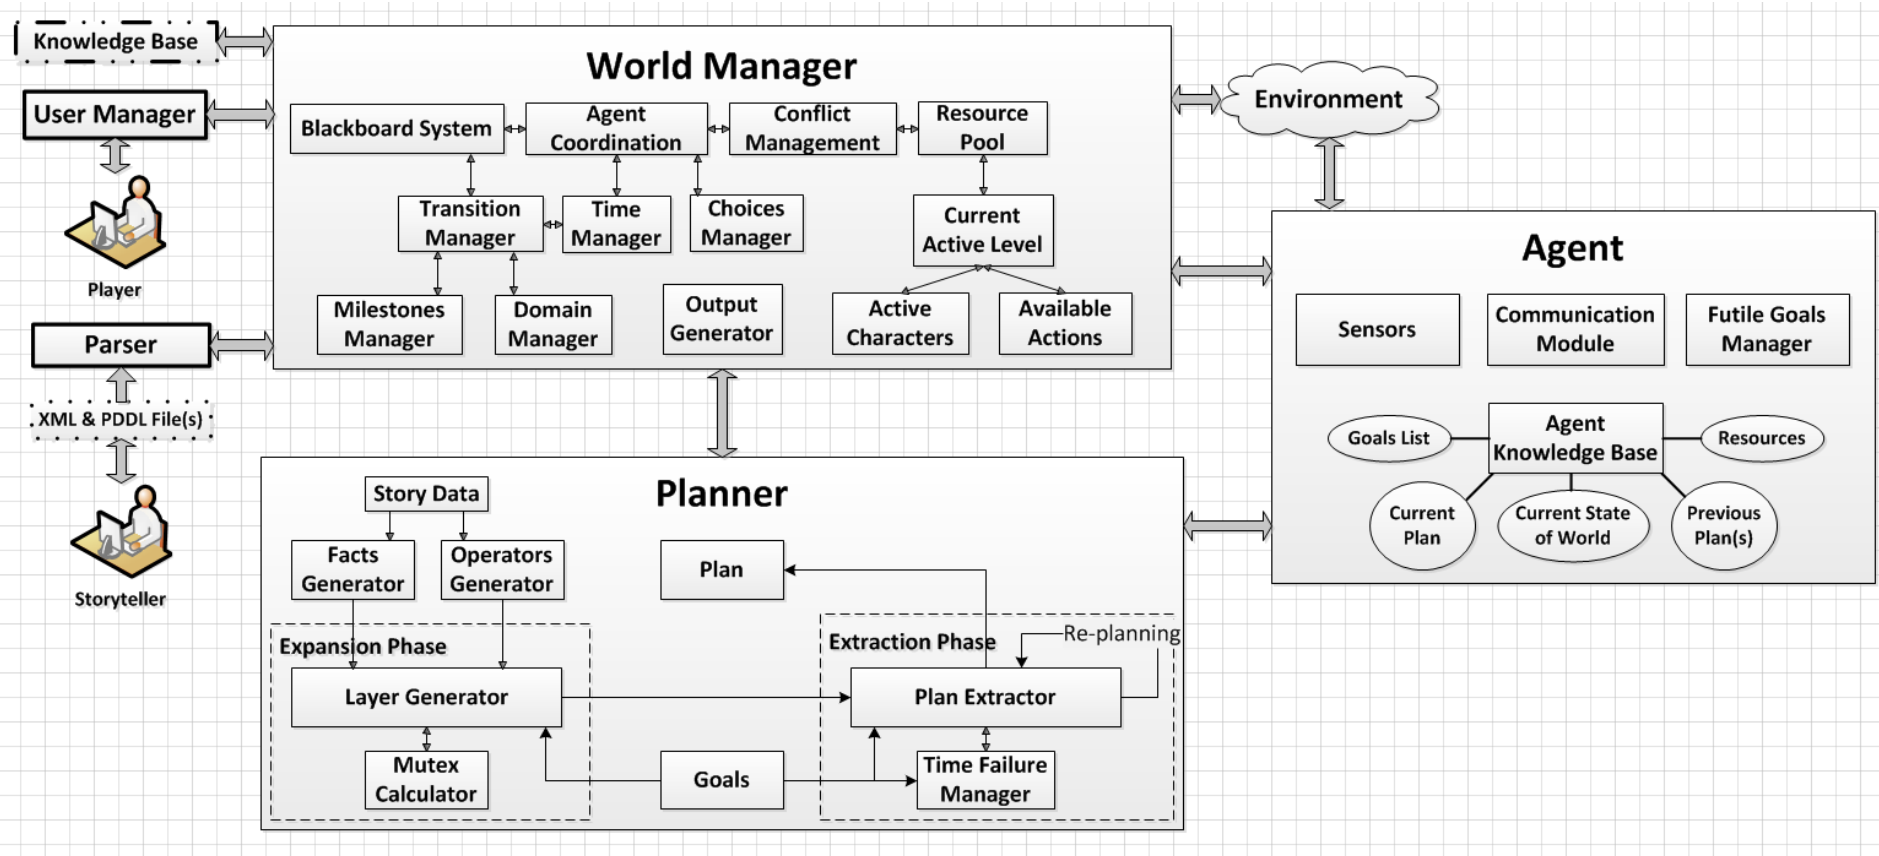 Knowledge Base
User Manager
Player
Parser
XML & PDDL File(s)
Storyteller
World Manager
Blackboard System
Agent
Coordination
Conflict
Management
Resource
Pool
Transition
Manager
Time
Manager
Choices
Manager
Current
Active Level
Milestones
Manager
Domain
Manager
Output
Generator
Active
Characters
Available
Actions
Environment
Agent
Sensors
Communication
Module
Futile Goals
Manager
Goals List
Agent
Knowledge Base
Resources
Current
Plan
Current State
of World
Previous
Plan(s)
Planner
Story Data
Facts
Generator
Operators
Generator
Plan
Expansion Phase
Extraction Phase
Re-planning
Layer Generator
Plan Extractor
Mutex
Calculator
Goals
Time Failure
Manager